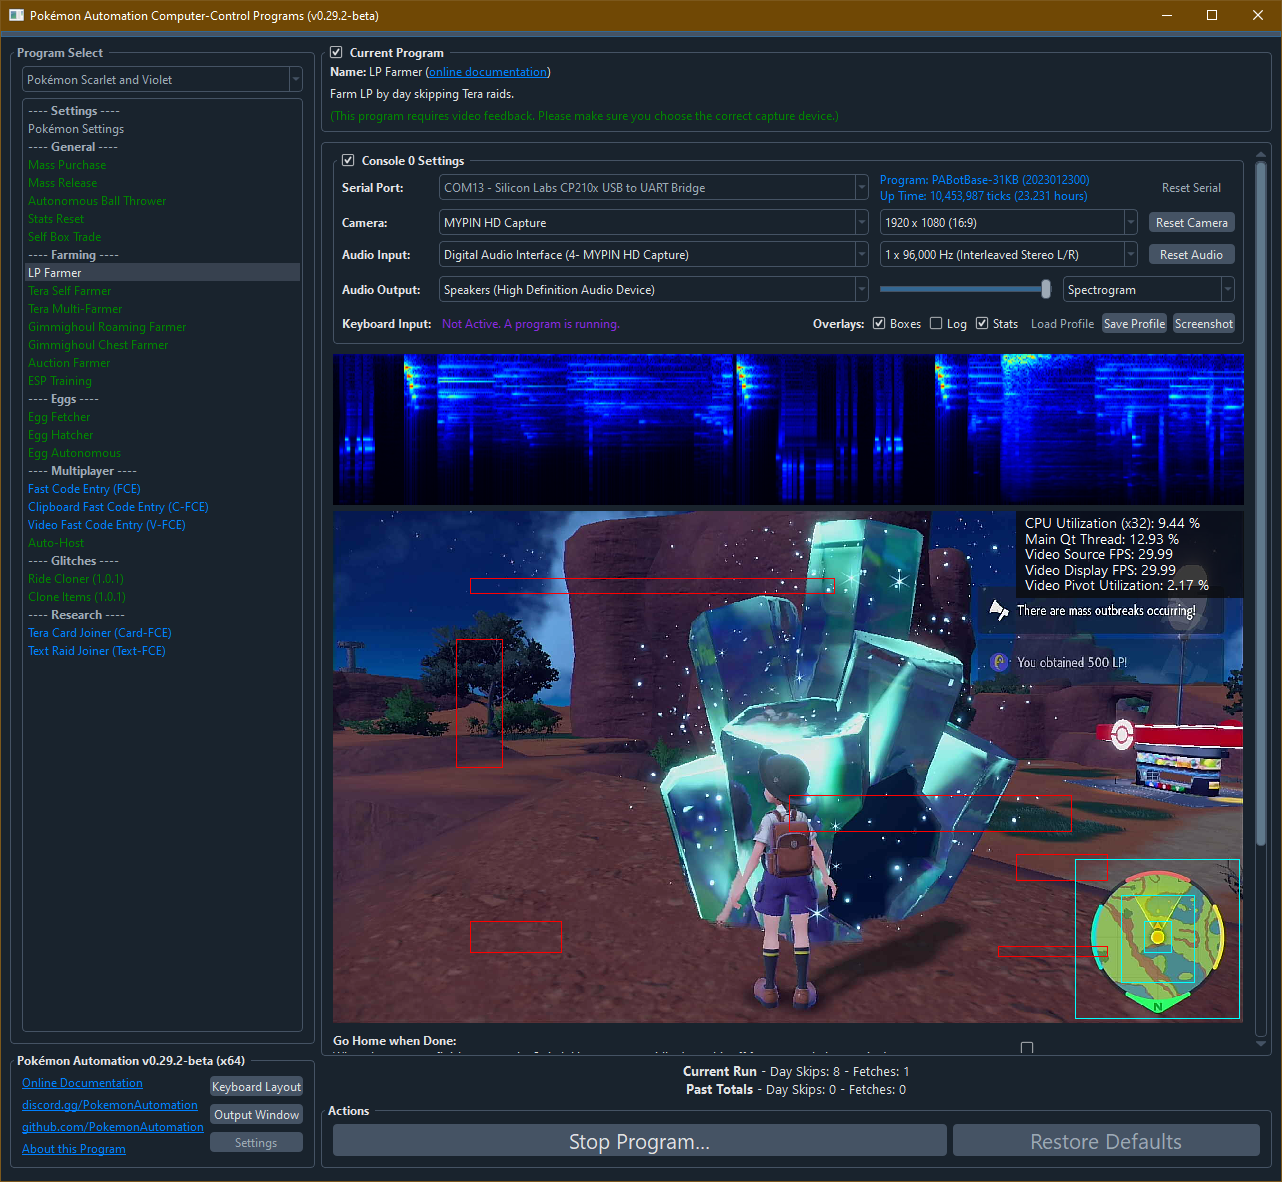 Pokémon Automation Computer-Control Programs (v0.29.2-beta)
Program Select
Pokémon Scarlet and Violet
---- Settings ----
Pokémon Settings
---- General ----
Mass Purchase
Mass Release
Autonomous Ball Thrower
Stats Reset
Self Box Trade
---- Farming ----
LP Farmer
Tera Self Farmer
Tera Multi-Farmer
Gimmighoul Roaming Farmer
Gimmighoul Chest Farmer
Auction Farmer
ESP Training
---- Eggs ----
Egg Fetcher
Egg Hatcher
Egg Autonomous
---- Multiplayer ----
Fast Code Entry (FCE)
Clipboard Fast Code Entry (C-FCE)
Video Fast Code Entry (V-FCE)
Auto-Host
---- Glitches ----
Ride Cloner (1.0.1)
Clone Items (1.0.1)
---- Research ----
Tera Card Joiner (Card-FCE)
Text Raid Joiner (Text-FCE)
Pokémon Automation v0.29.2-beta (x64)
Online Documentation
discord.gg/PokemonAutomation
github.com/PokemonAutomation
About this Program
Keyboard Layout
Output Window
Settings
Current Program
Name: LP Farmer (online documentation)
Farm LP by day skipping Tera raids.
(This program requires video feedback. Please make sure you choose the correct capture device.)
Console 0 Settings
Serial Port: COM13 - Silicon Labs CP210x USB to UART Bridge
Program: PABotBase-31KB (2023012300)
Up Time: 10,453,987 ticks (23.231 hours)
Reset Serial
Camera: MYPIN HD Capture 1920 x 1080 (16:9) Reset Camera
Audio Input: Digital Audio Interface (4- MYPIN HD Capture) 1 x 96,000 Hz (Interleaved Stereo L/R) Reset Audio
Audio Output: Speakers (High Definition Audio Device) Spectrogram
Keyboard Input: Not Active. A program is running. Overlays: Boxes Log Stats Load Profile Save Profile Screenshot
CPU Utilization (x32): 9.44 %
Main Qt Thread: 12.93 %
Video Source FPS: 29.99
Video Display FPS: 29.99
Video Pivot Utilization: 2.17 %
There are mass outbreaks occurring!
You obtained 500 LP!
N
Go Home when Done:
Current Run - Day Skips: 8 - Fetches: 1
Past Totals - Day Skips: 0 - Fetches: 0
Actions
Stop Program...
Restore Defaults